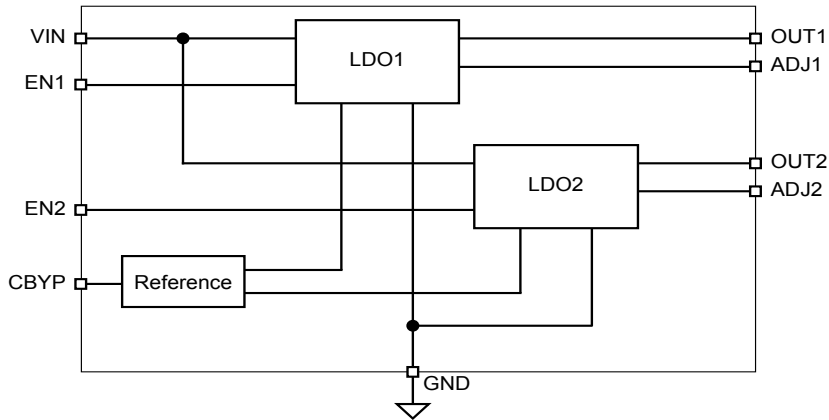 VIN
LDO1
OUT1
ADJ1
EN1
LDO2
OUT2
ADJ2
EN2
CBYP
Reference
GND